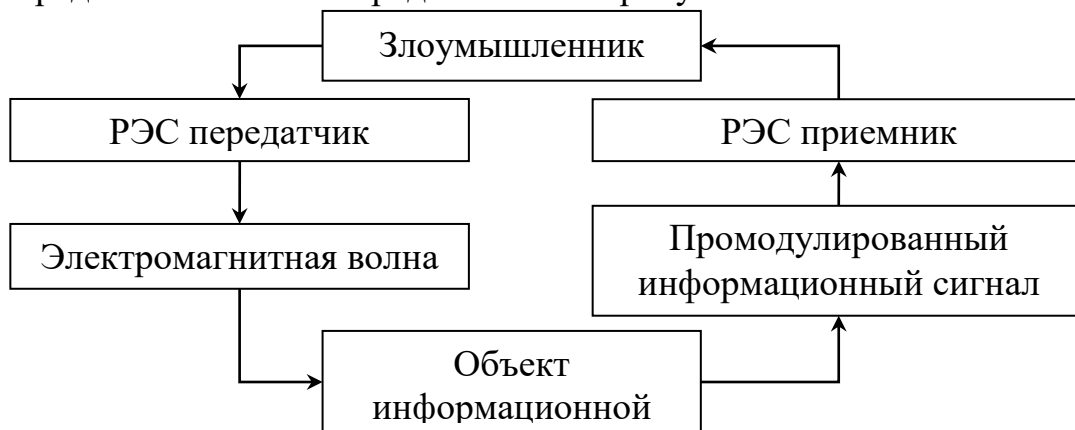 Злоумышленник
РЭС передатчик
РЭС приемник
Электромагнитная волна
Промодулированный
информационный сигнал
Объект
информационной